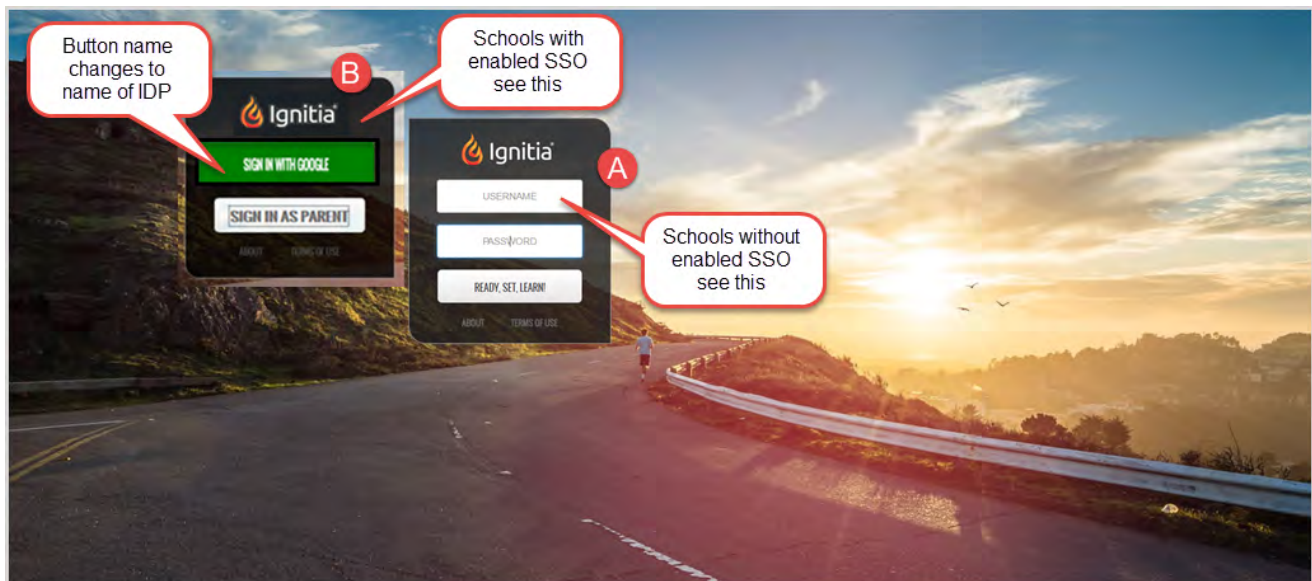 Button name
changes to
name of IDP
B
Schools with
enabled SSO
see this
Ignitia
SIGN IN WITH GOOGLE
SIGN IN AS PARENT
ABOUT TERMS OF USE
Ignitia
A
USERNAME
PASSWORD
READY, SET, LEARN!
ABOUT TERMS OF USE
Schools without
enabled SSO
see this